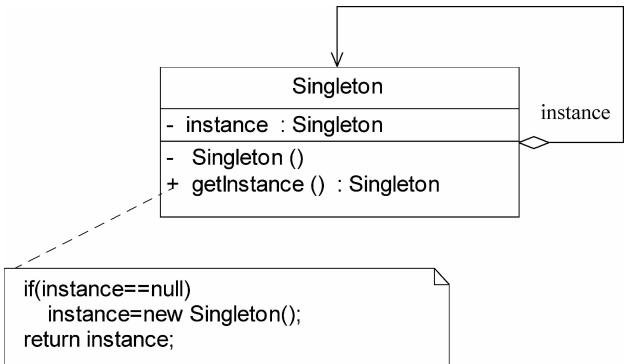 Singleton
- instance : Singleton
instance
- Singleton ()
+ getInstance () : Singleton
if(instance==null)
instance=new Singleton();
return instance;